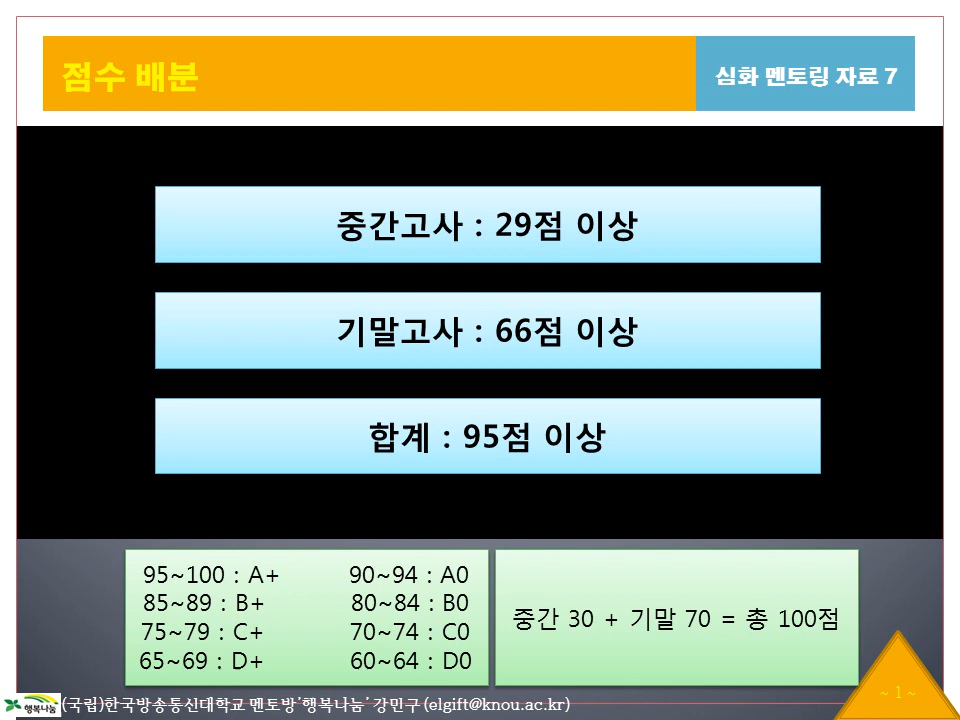 점수 배분
심화 멘토링 자료 7
중간고사 : 29점 이상
기말고사 : 66점 이상
합계 : 95점 이상
95~100 : A+ 90~94 : A0
85~89 : B+ 80~84 : B0
75~79 : C+ 70~74 : C0
65~69 : D+ 60~64 : D0
중간 30 + 기말 70 = 총 100점
~ 1 ~
행복나눔
(국립)한국방송통신대학교 멘토방'행복나눔' 강민구 (elgift@knou.ac.kr)